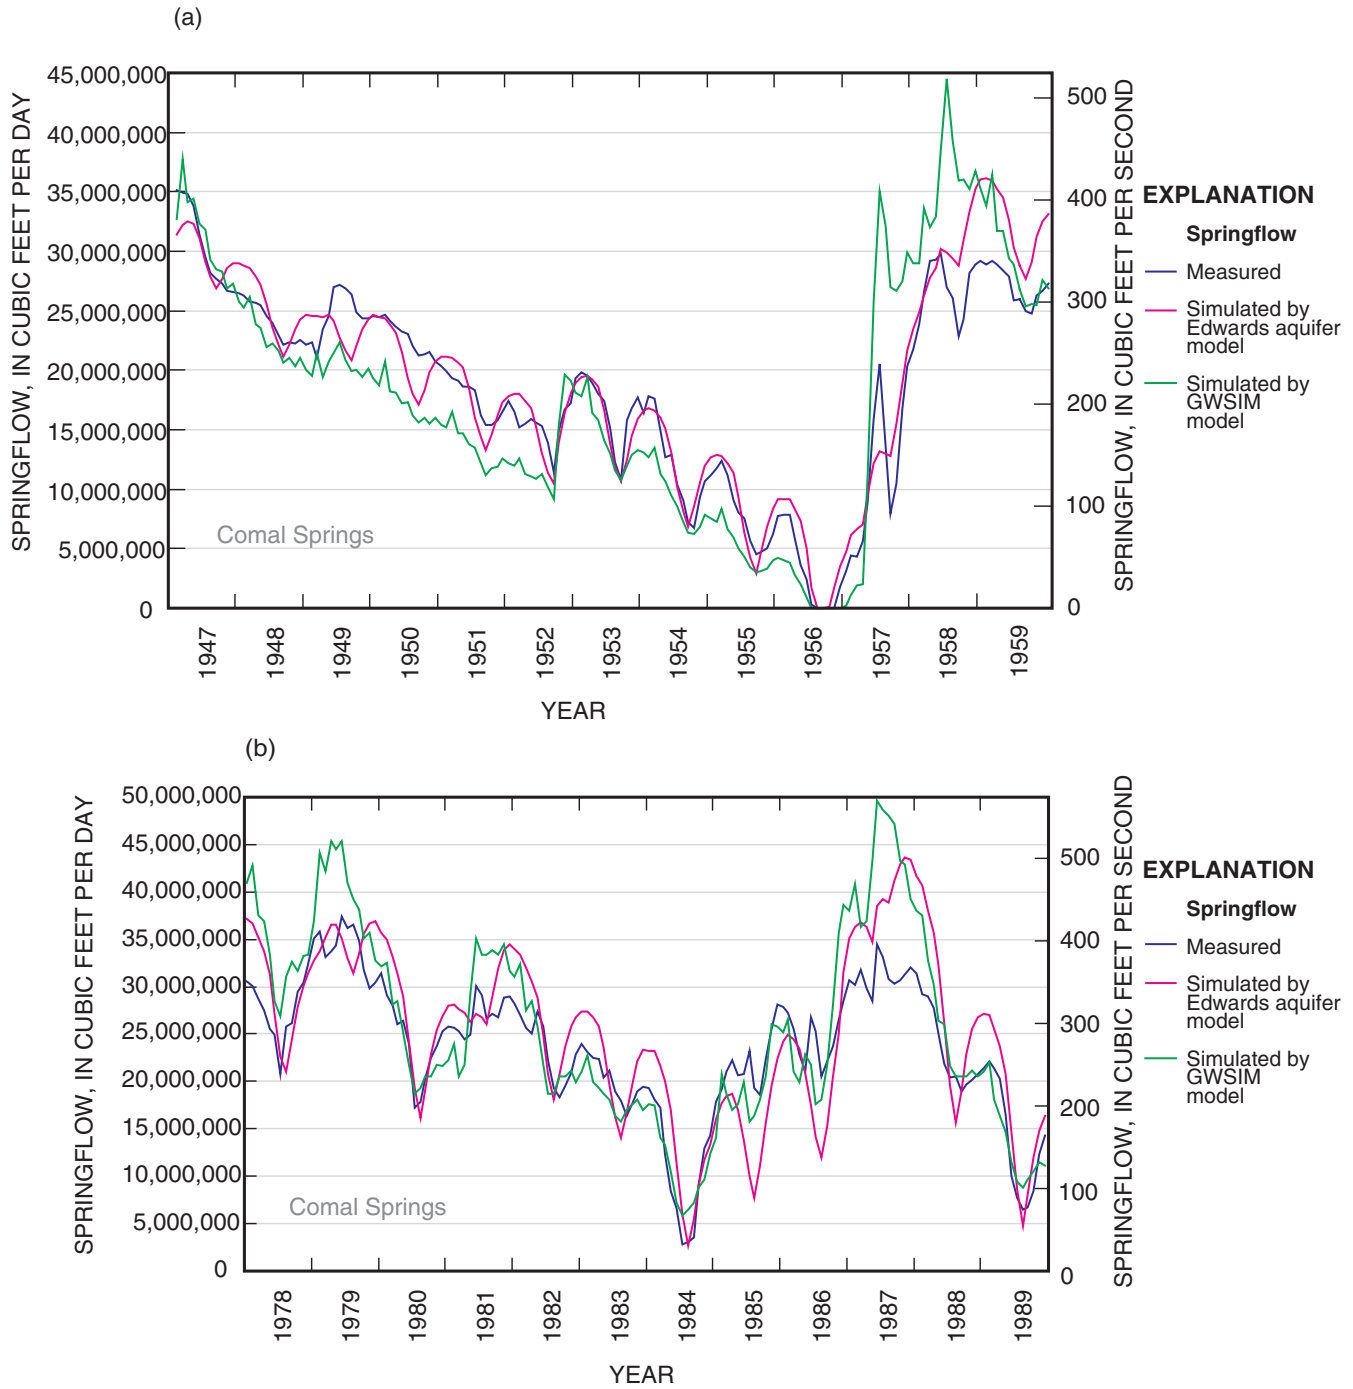 (a)
SPRINGFLOW, IN CUBIC FEET PER DAY
45,000,000
40,000,000
35,000,000
30,000,000
25,000,000
20,000,000
15,000,000
10,000,000
5,000,000
0
Comal Springs
500
400
300
200
100
0
SPRINGFLOW, IN CUBIC FEET PER SECOND
1947
1948
1949
1950
1951
1952
1953
1954
1955
1956
1957
1958
1959
YEAR
EXPLANATION
Springflow
Measured
Simulated by
Edwards aquifer
model
Simulated by
GWSIM
model
(b)
SPRINGFLOW, IN CUBIC FEET PER DAY
50,000,000
45,000,000
40,000,000
35,000,000
30,000,000
25,000,000
20,000,000
15,000,000
10,000,000
5,000,000
0
Comal Springs
500
400
300
200
100
0
SPRINGFLOW, IN CUBIC FEET PER SECOND
1978
1979
1980
1981
1982
1983
1984
1985
1986
1987
1988
1989
YEAR
EXPLANATION
Springflow
Measured
Simulated by
Edwards aquifer
model
Simulated by
GWSIM
model